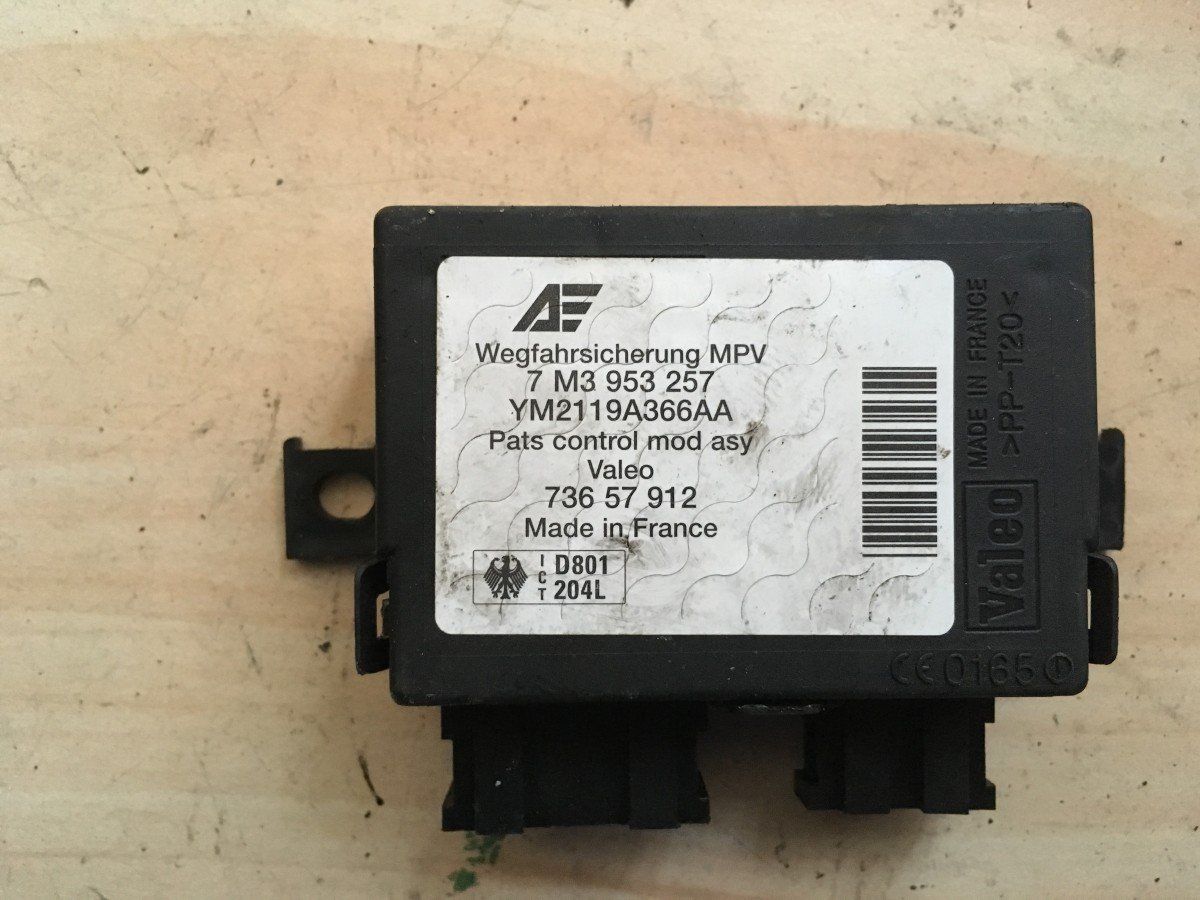 AE
Wegfahrsicherung MPV
7 M3 953 257
YM2119A366AA
Pats control mod asy
Valeo
736 57 912
Made in France
ICT
D801
204L
MADE IN FRANCE
>PP-T20<
Valeo
CE0165